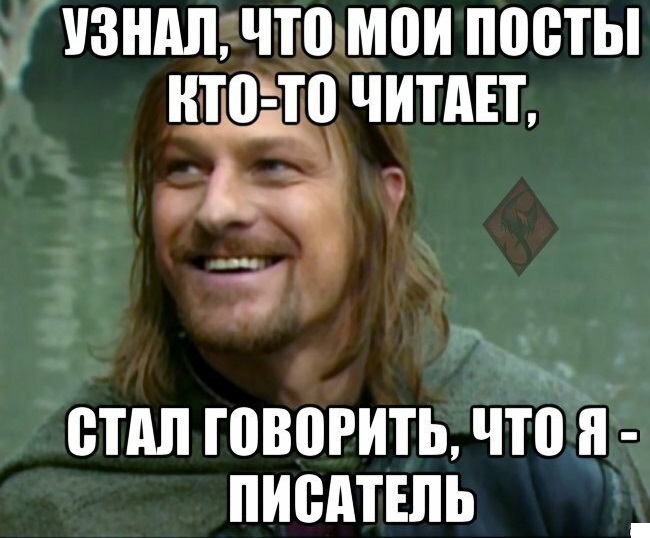 УЗНАЛ, ЧТО МОИ ПОСТЫ
КТО-ТО ЧИТАЕТ,
СТАЛ ГОВОРИТЬ, ЧТО Я -
ПИСАТЕЛЬ